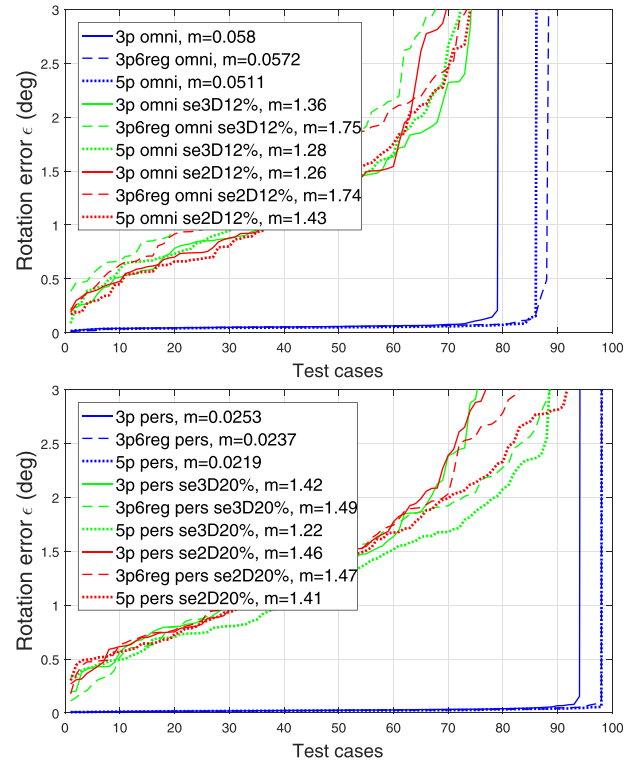 3
2.5
2
1.5
1
0.5
0
Rotation error ϵ (deg)
3p omni, m=0.058
3p6reg omni, m=0.0572
5p omni, m=0.0511
3p omni se3D12%, m=1.36
3p6reg omni se3D12%, m=1.75
5p omni se3D12%, m=1.28
3p omni se2D12%, m=1.26
3p6reg omni se2D12%, m=1.74
5p omni se2D12%, m=1.43
0 10 20 30 40 50 60 70 80 90 100
Test cases
3
2.5
2
1.5
1
0.5
0
Rotation error ϵ (deg)
3p pers, m=0.0253
3p6reg pers, m=0.0237
5p pers, m=0.0219
3p pers se3D20%, m=1.42
3p6reg pers se3D20%, m=1.49
5p pers se3D20%, m=1.22
3p pers se2D20%, m=1.46
3p6reg pers se2D20%, m=1.47
5p pers se2D20%, m=1.41
0 10 20 30 40 50 60 70 80 90 100
Test cases